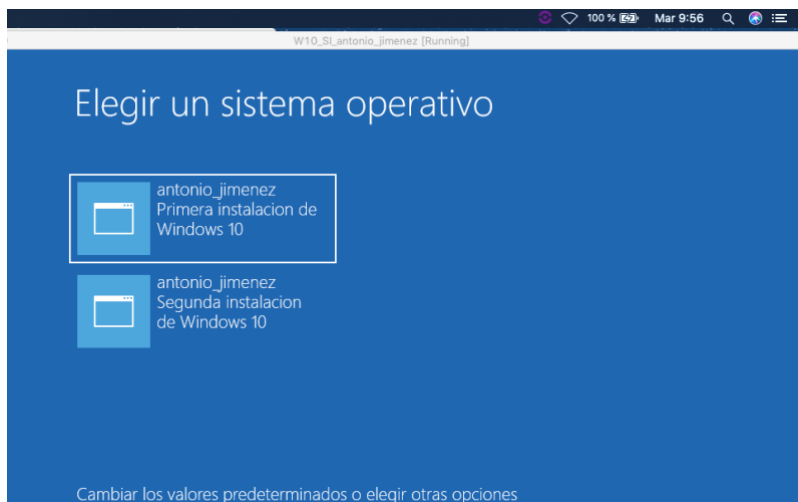 100 % Mar 9:56
W10_SI_antonio_jimenez [Running]
Elegir un sistema operativo
antonio_jimenez
Primera instalacion de
Windows 10
antonio_jimenez
Segunda instalacion
de Windows 10
Cambiar los valores predeterminados o elegir otras opciones